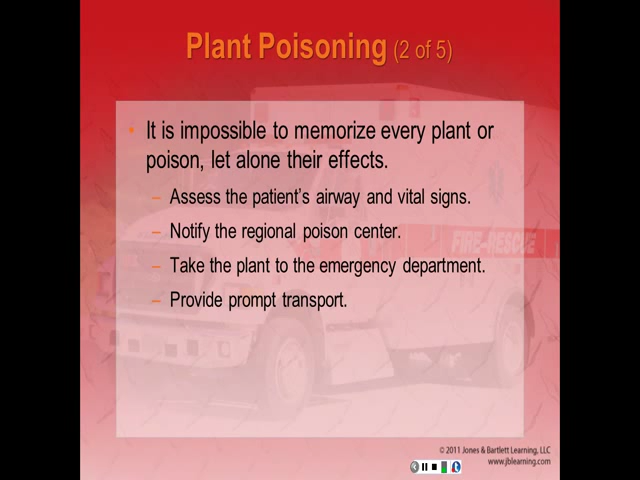 Plant Poisoning (2 of 5)
• It is impossible to memorize every plant or
poison, let alone their effects.
– Assess the patient's airway and vital signs.
– Notify the regional poison center.
– Take the plant to the emergency department.
– Provide prompt transport.
FIRE-RESCUE
© 2011 Jones & Bartlett Learning, LLC
www.jblearning.com